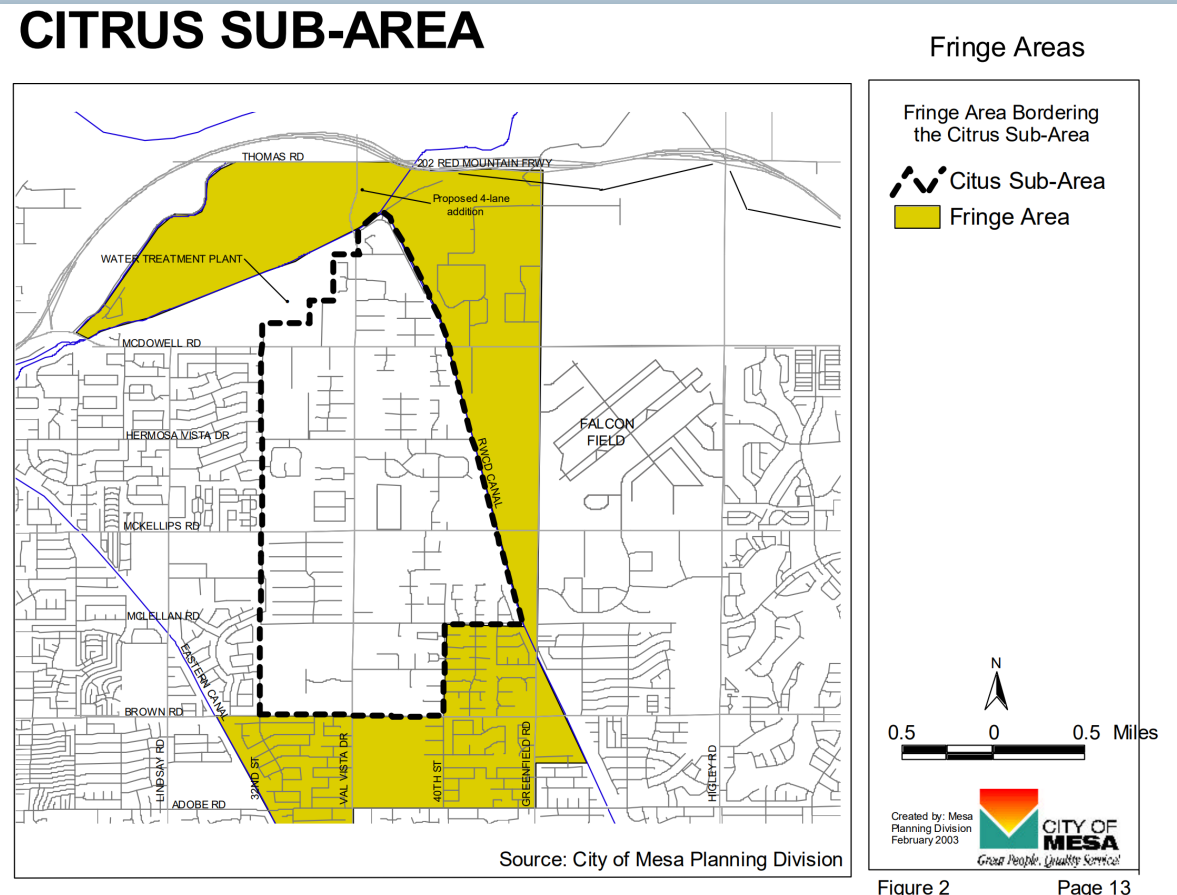 CITRUS SUB-AREA
Fringe Areas
Fringe Area Bordering
the Citrus Sub-Area
Citus Sub-Area
Fringe Area
THOMAS RD
202 RED MOUNTAIN FRWY
Proposed 4-lane
addition
WATER TREATMENT PLANT
MCDOWELL RD
FALCON
FIELD
HERMOSA VISTA DR
RWCD CANAL
MCKELLIPS RD
MCLELLAN RD
EASTERN CANAL
BROWN RD
LINDSAY RD
32ND ST
VAL VISTA DR
40TH ST
GREENFIELD RD
HIGLEY RD
ADOBE RD
N
0.5 0 0.5 Miles
Created by: Mesa
Planning Division
February 2003
CITY OF
MESA
Great People, Quality Service!
Source: City of Mesa Planning Division
Figure 2 Page 13